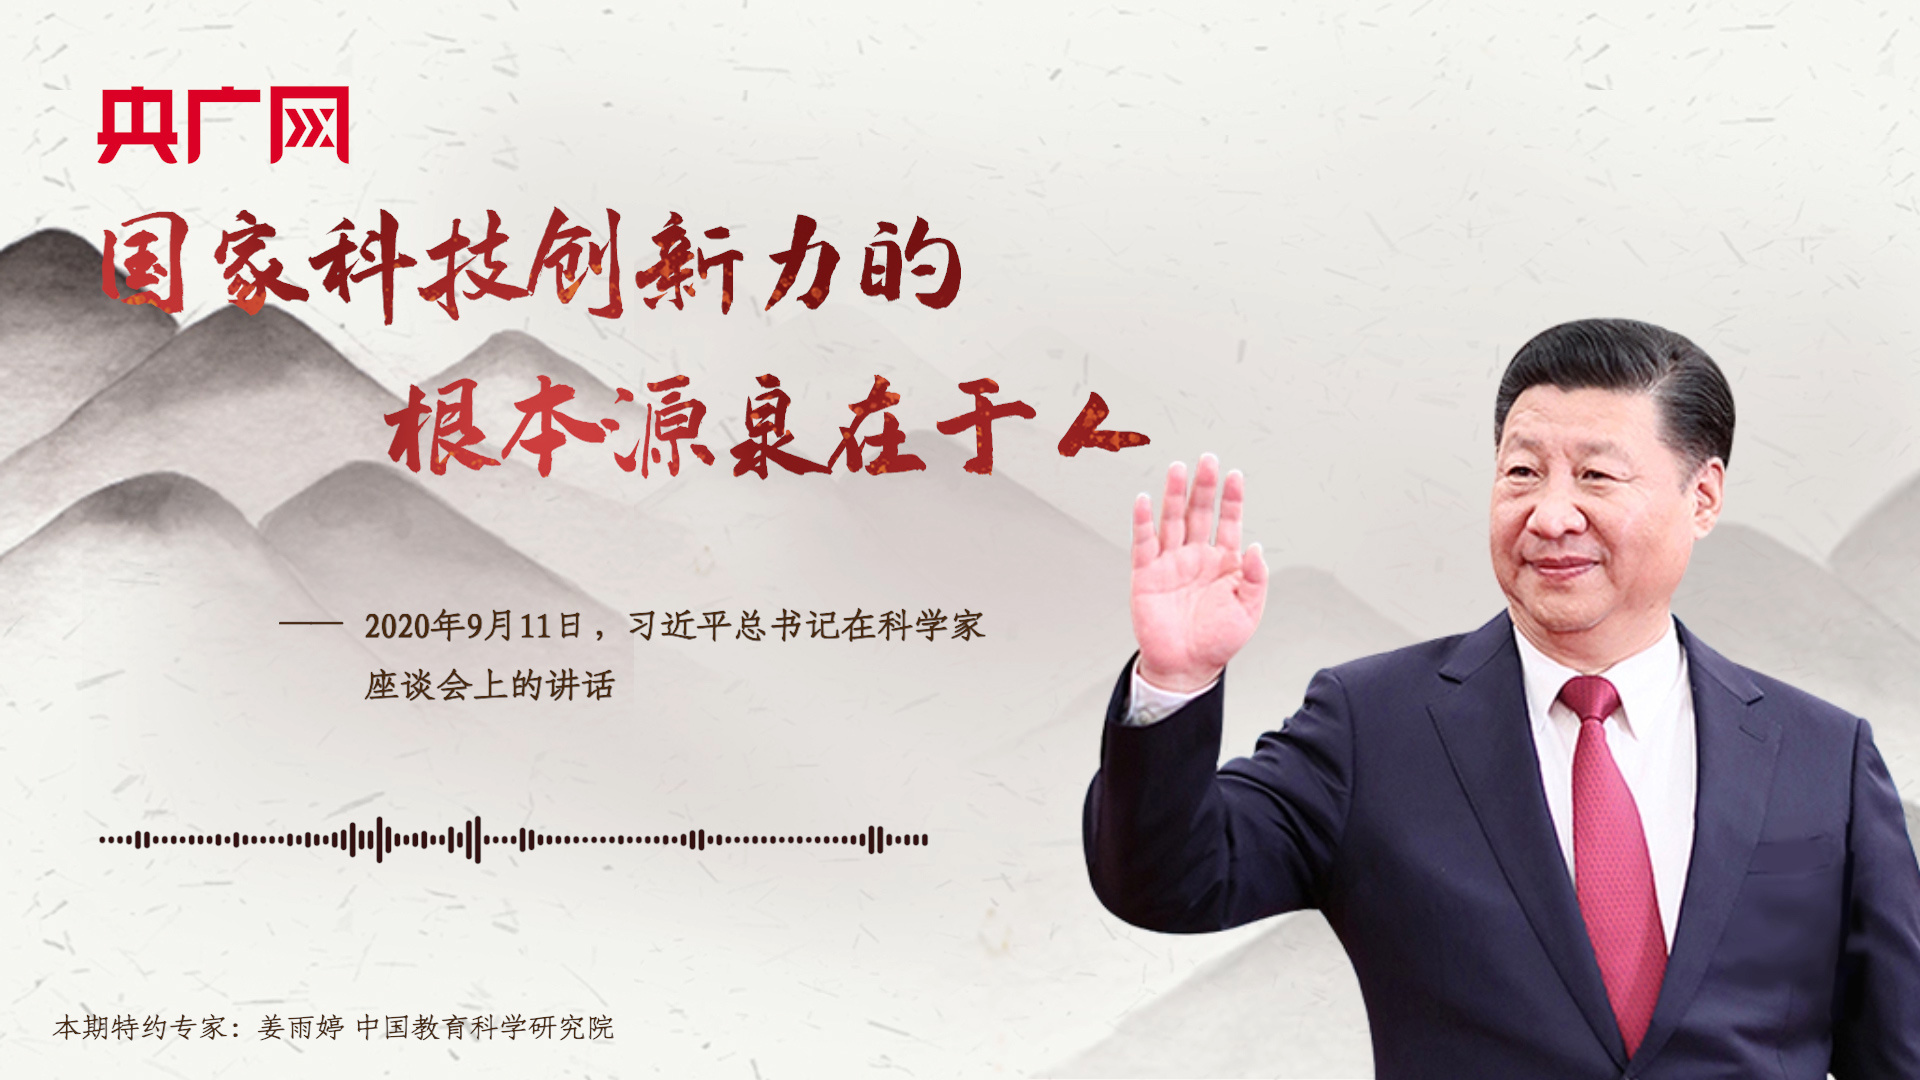 央广网
国家科技创新力的
根本源泉在于人
—— 2020年9月11日，习近平总书记在科学家
座谈会上的讲话
本期特约专家：姜雨婷 中国教育科学研究院